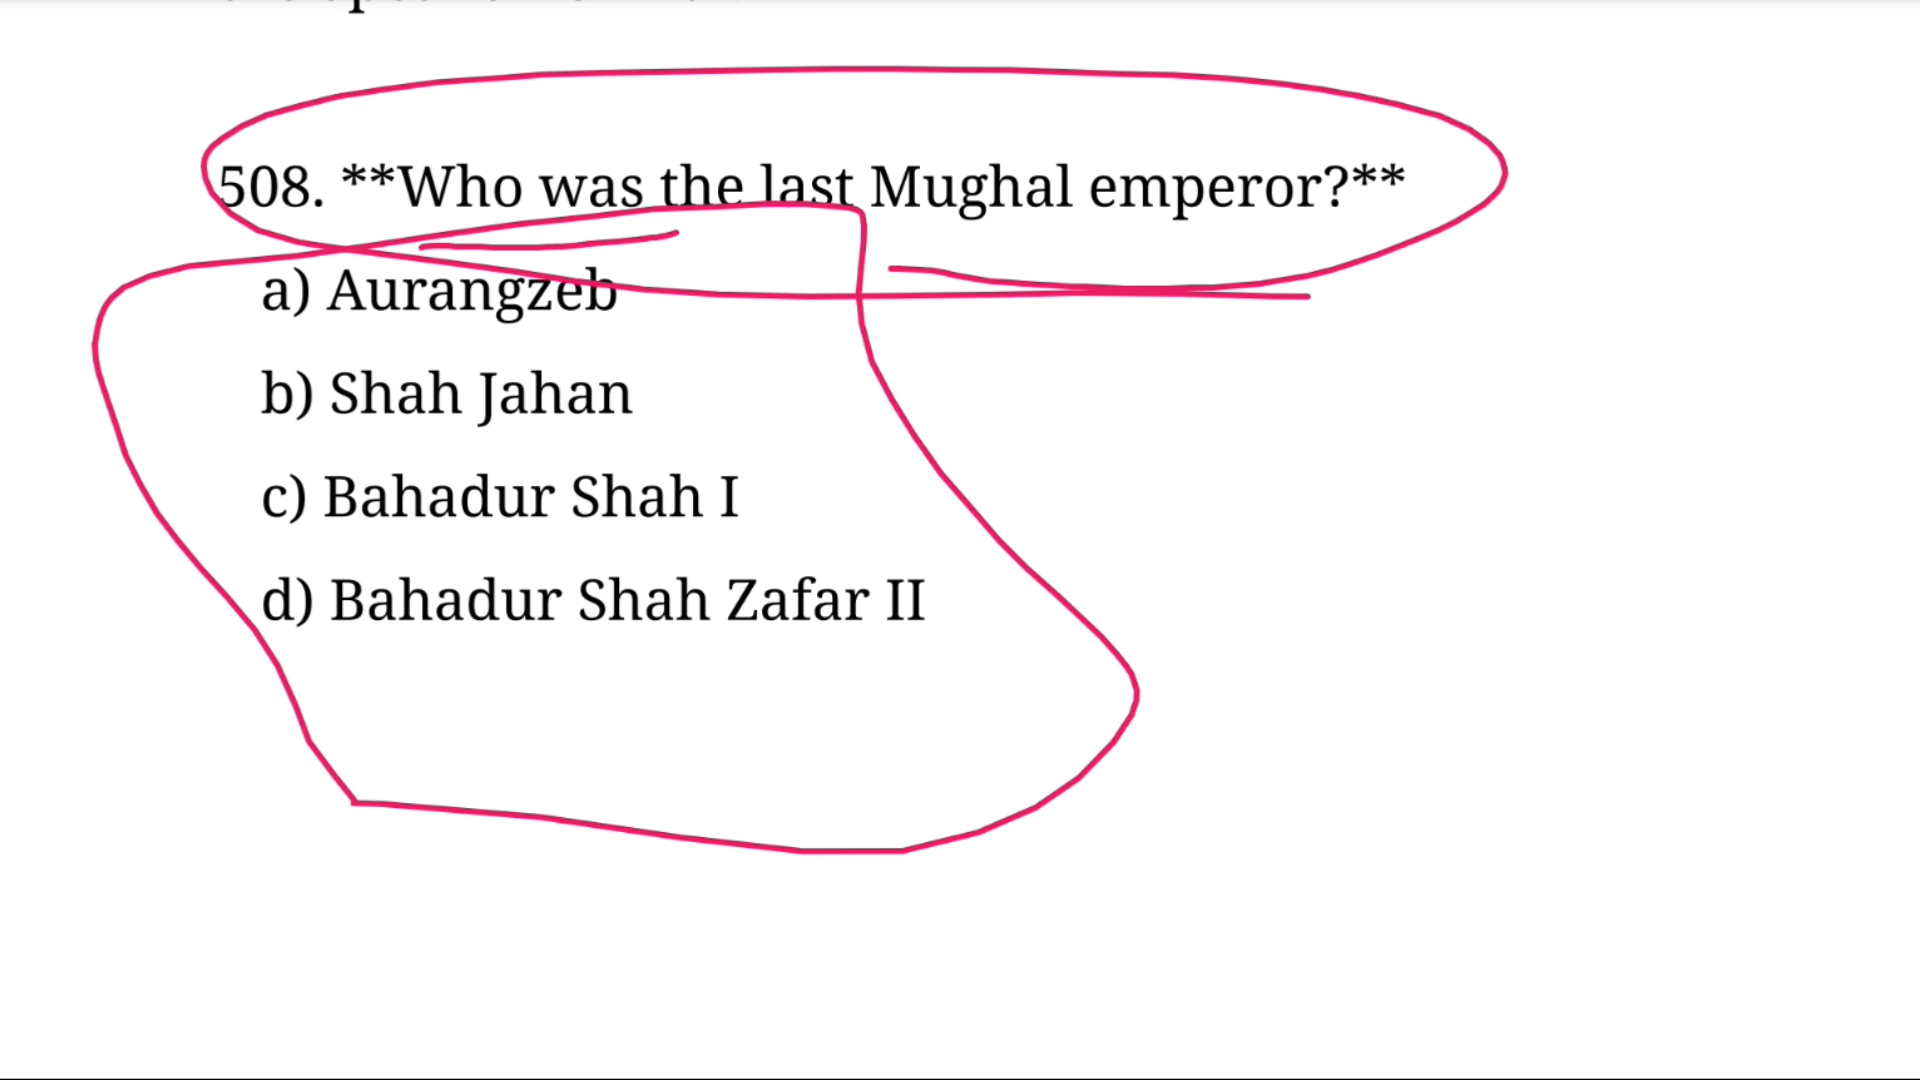 508. **Who was the last Mughal emperor?**
a) Aurangzeb
b) Shah Jahan
c) Bahadur Shah I
d) Bahadur Shah Zafar II